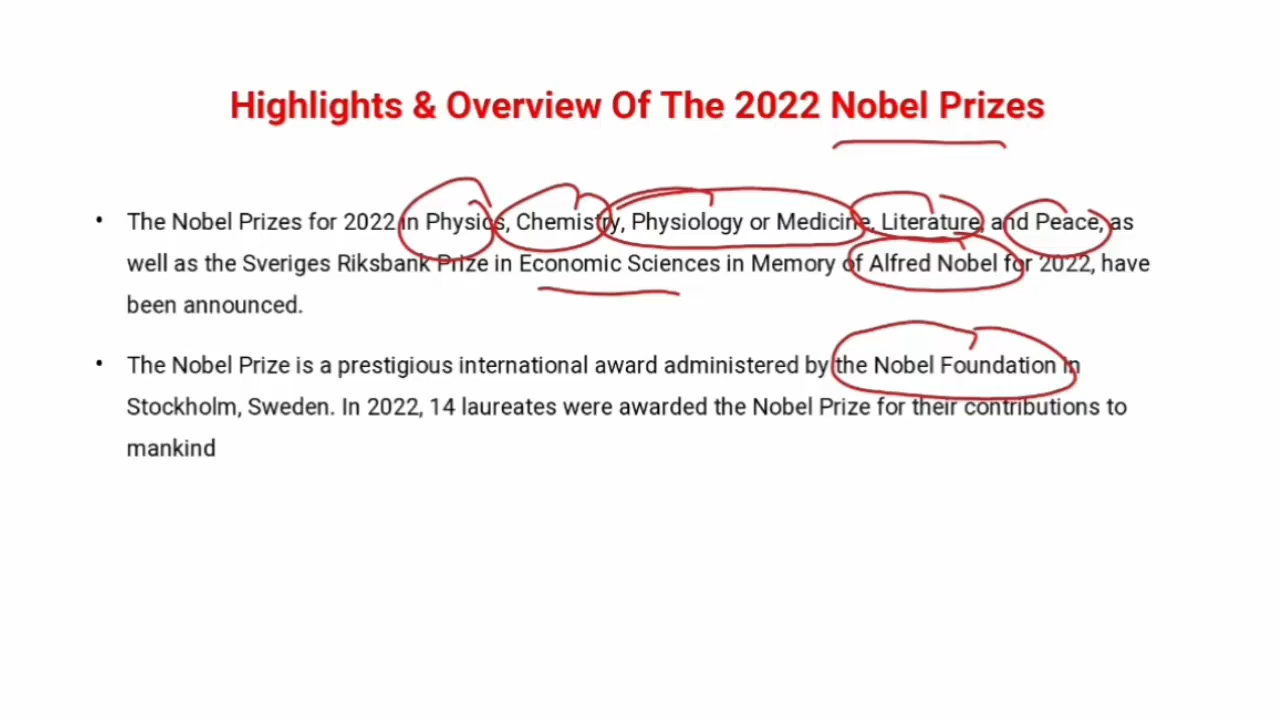 Highlights & Overview Of The 2022 Nobel Prizes
• The Nobel Prizes for 2022 in Physics, Chemistry, Physiology or Medicine, Literature, and Peace, as
well as the Sveriges Riksbank Prize in Economic Sciences in Memory of Alfred Nobel for 2022, have
been announced.
• The Nobel Prize is a prestigious international award administered by the Nobel Foundation in
Stockholm, Sweden. In 2022, 14 laureates were awarded the Nobel Prize for their contributions to
mankind